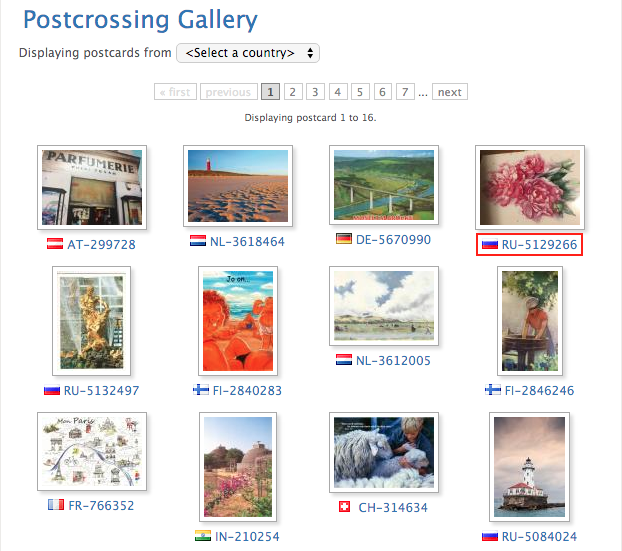 Postcrossing Gallery
Displaying postcards from <Select a country>
« first previous 1 2 3 4 5 6 7 ... next
Displaying postcard 1 to 16.
PARFUMERIE
AT-299728 NL-3618464 DE-5670990 RU-5129266
Jo on...
RU-5132497 FI-2840283 NL-3612005 FI-2846246
Mon Paris
FR-766352 IN-210254 CH-314634 RU-5084024